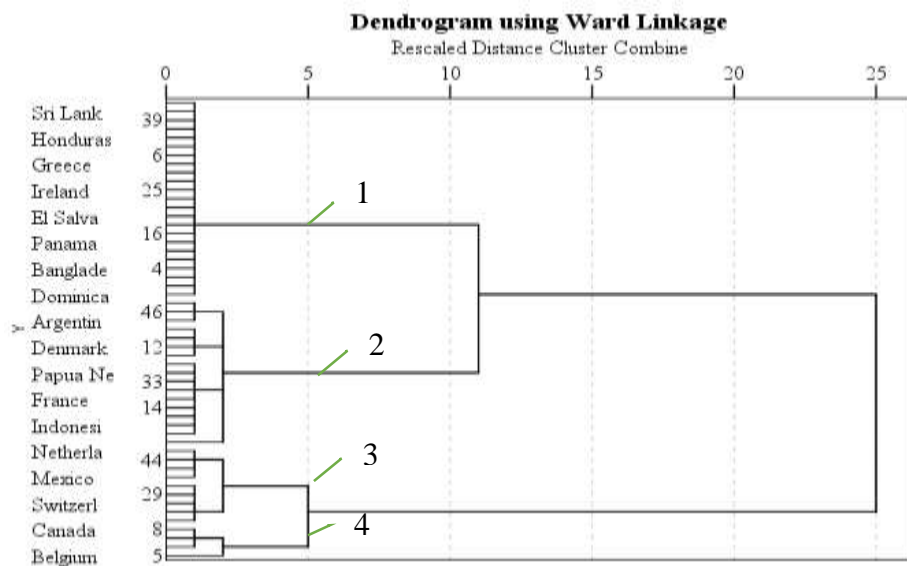 Dendrogram using Ward Linkage
Rescaled Distance Cluster Combine
0 5 10 15 20 25
Sri Lank
39
Honduras
6
Greece
25
Ireland
1
El Salva
16
Panama
4
Banglade
Dominica
46
Y
Argentin
12
2
Denmark
Papua Ne
33
France
14
Indonesi
Netherla
44
3
Mexico
29
Switzerl
8
4
Canada
5
Belgium